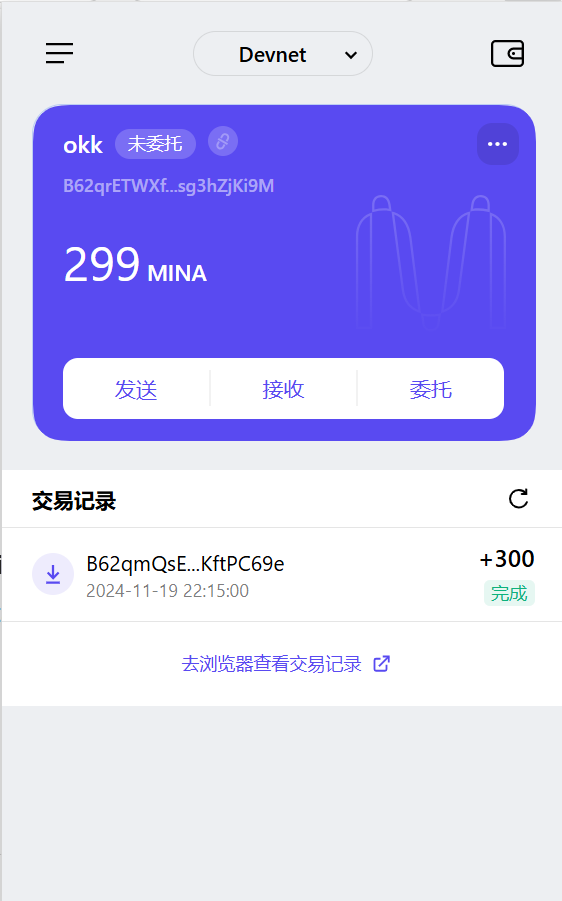 Devnet
okk 未委托
B62qrETWXf...sg3hZjKi9M
299 MINA
发送 接收 委托
交易记录
B62qmQsE...KftPC69e +300
2024-11-19 22:15:00 完成
去浏览器查看交易记录